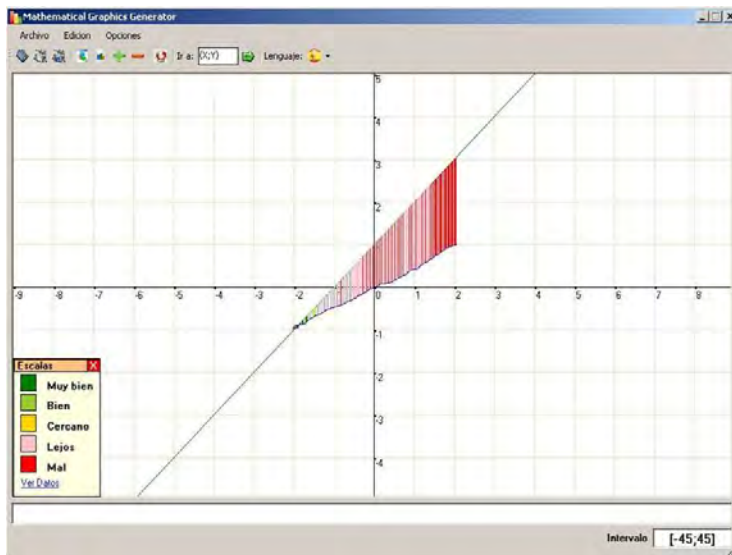 Mathematical Graphics Generator
Archivo Edicion Opciones
Ir a: (X;Y) Lenguaje:
5
4
3
2
-9 -8 -7 -6 -5 -4 -3 -2 -1 0 1 2 3 4 5 6 7 8
-1
-2
-3
-4
Escalas X
Muy bien
Bien
Cercano
Lejos
Mal
Ver Datos
Intervalo [-45;45]